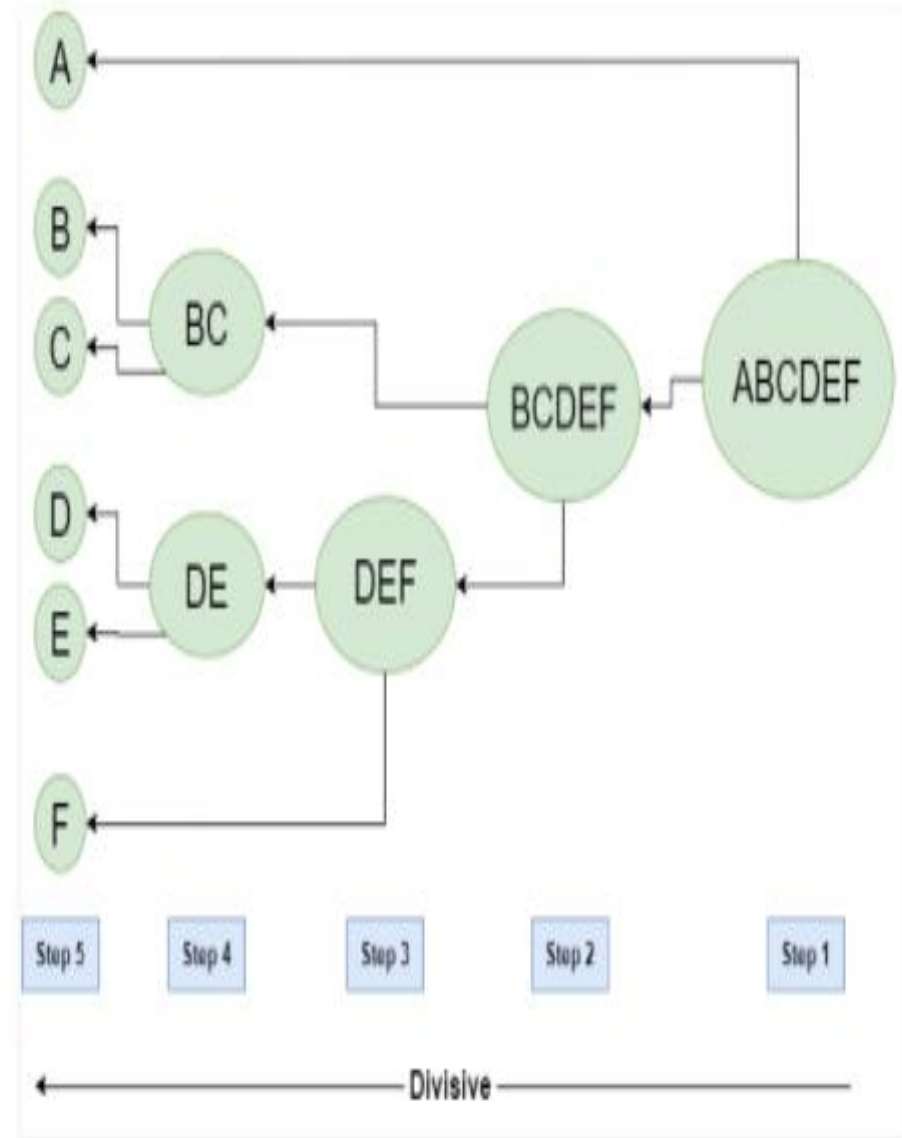 A
B
C
BC
BCDEF
ABCDEF
D
E
DE
DEF
F
Step 5
Step 4
Step 3
Step 2
Step 1
Divisive